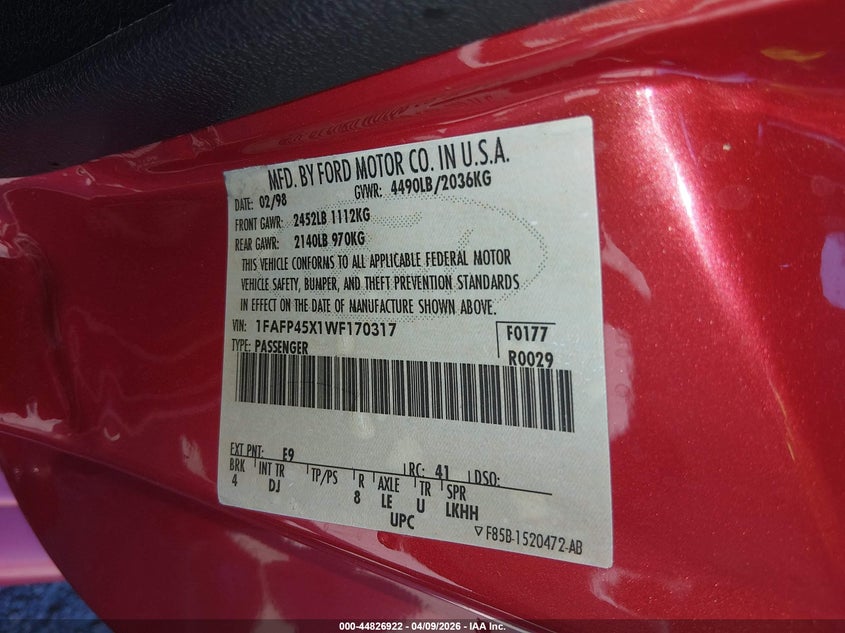 MFD. BY FORD MOTOR CO. IN U.S.A.
DATE: 02/98 GVWR: 4490LB/2036KG
FRONT GAWR: 2452LB 1112KG
REAR GAWR: 2140LB 970KG
THIS VEHICLE CONFORMS TO ALL APPLICABLE FEDERAL MOTOR
VEHICLE SAFETY, BUMPER, AND THEFT PREVENTION STANDARDS
IN EFFECT ON THE DATE OF MANUFACTURE SHOWN ABOVE.
VIN: 1FAFP45X1WF170317 F0177
TYPE: PASSENGER R0029
EXT PNT: E9 RC: 41 DSO:
BRK INT TR TP/PS R AXLE TR SPR
4 DJ 8 LE U LKHH
UPC
▽F85B-1520472-AB
000-44826922 - 04/09/2026 - IAA Inc.